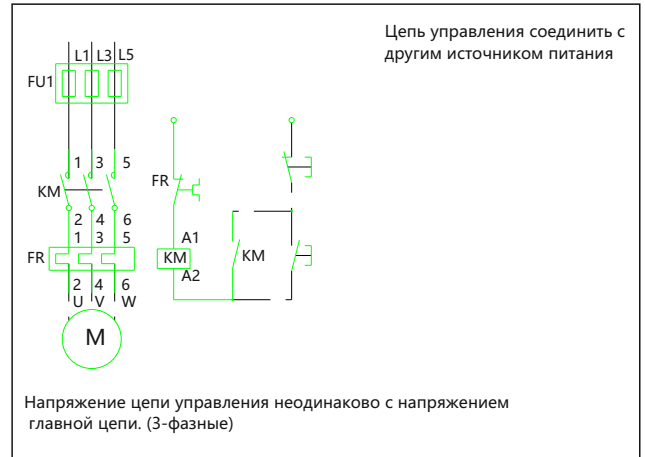 Цепь управления соединить с
другим источником питания
L1 L3 L5
FU1
1 3 5
KM
2 4 6
FR
1 3 5
FR
A1
KM
A2
KM
2 4 6
U V W
M
Напряжение цепи управления неодинаково с напряжением
главной цепи. (3-фазные)